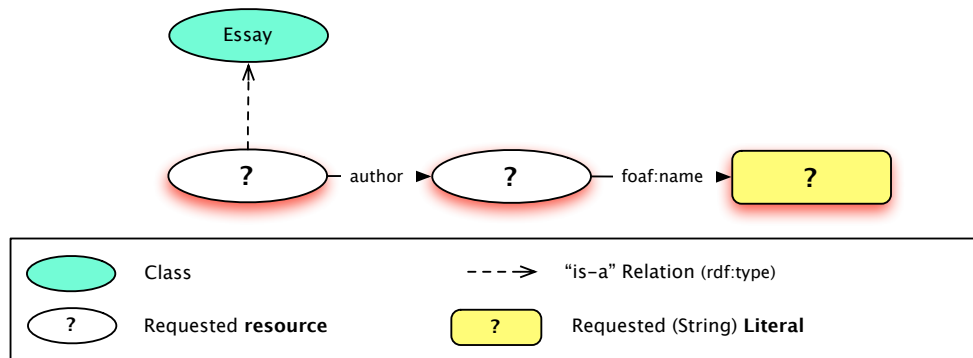 Essay
? author ? foaf:name ?
Class
“is-a” Relation (rdf:type)
? Requested resource
? Requested (String) Literal